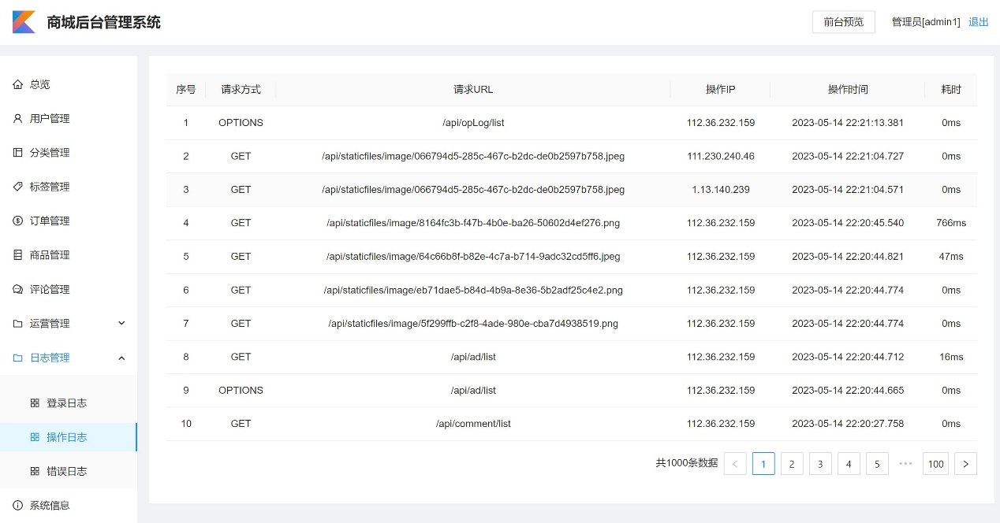 商城后台管理系统
前台预览 管理员[admin1] 退出
总览
用户管理
分类管理
标签管理
订单管理
商品管理
评论管理
运营管理
日志管理
登录日志
操作日志
错误日志
系统信息
序号 请求方式 请求URL 操作IP 操作时间 耗时
1 OPTIONS /api/opLog/list 112.36.232.159 2023-05-14 22:21:13.381 0ms
2 GET /api/staticfiles/image/066794d5-285c-467c-b2dc-de0b2597b758.jpeg 111.230.240.46 2023-05-14 22:21:04.727 0ms
3 GET /api/staticfiles/image/066794d5-285c-467c-b2dc-de0b2597b758.jpeg 1.13.140.239 2023-05-14 22:21:04.571 0ms
4 GET /api/staticfiles/image/8164fc3b-f47b-4b0e-ba26-50602d4ef276.png 112.36.232.159 2023-05-14 22:20:45.540 766ms
5 GET /api/staticfiles/image/64c66b8f-b82e-4c7a-b714-9adc32cd5ff6.jpeg 112.36.232.159 2023-05-14 22:20:44.821 47ms
6 GET /api/staticfiles/image/eb71dae5-b84d-4b9a-8e36-5b2adf25c4e2.png 112.36.232.159 2023-05-14 22:20:44.774 0ms
7 GET /api/staticfiles/image/5f299ffb-c2f8-4ade-980e-cba7d4938519.png 112.36.232.159 2023-05-14 22:20:44.774 0ms
8 GET /api/ad/list 112.36.232.159 2023-05-14 22:20:44.712 16ms
9 OPTIONS /api/ad/list 112.36.232.159 2023-05-14 22:20:44.665 0ms
10 GET /api/comment/list 112.36.232.159 2023-05-14 22:20:27.758 0ms
共1000条数据 < 1 2 3 4 5 ••• 100 >